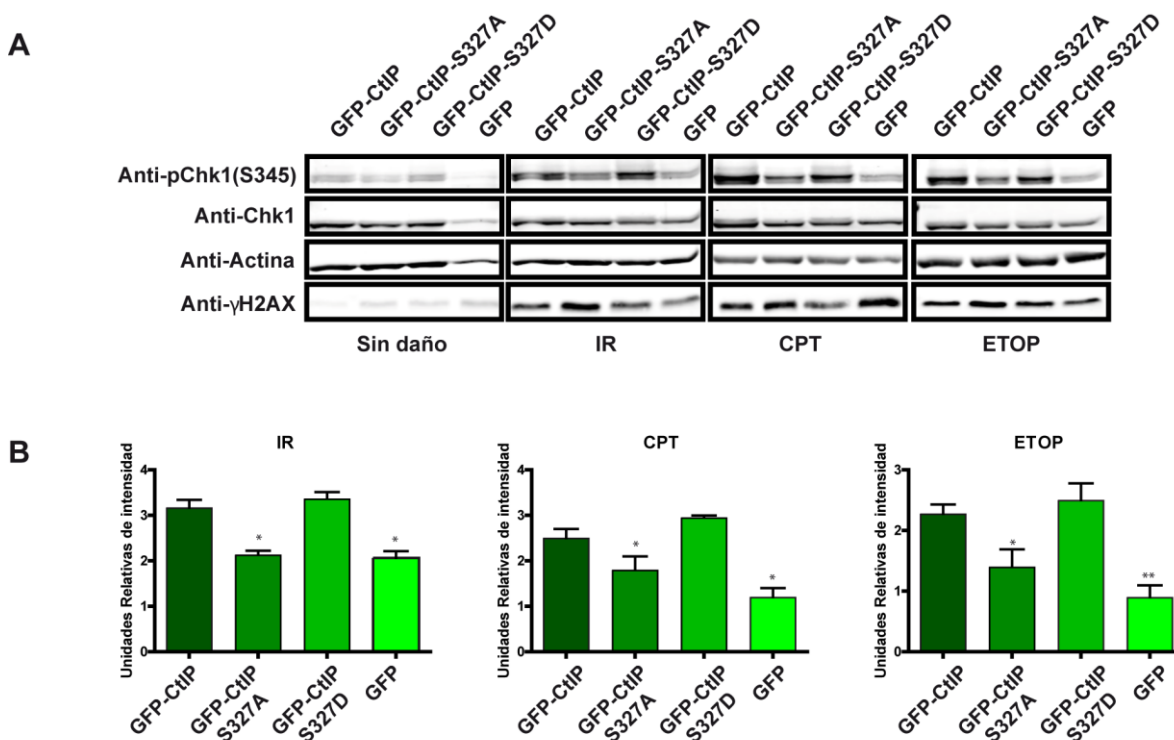 A
GFP-CtIP GFP-CtIP-S327A GFP-CtIP-S327D GFP GFP-CtIP GFP-CtIP-S327A GFP-CtIP-S327D GFP GFP-CtIP GFP-CtIP-S327A GFP-CtIP-S327D GFP GFP-CtIP GFP-CtIP-S327A GFP-CtIP-S327D GFP
Anti-pChk1(S345)
Anti-Chk1
Anti-Actina
Anti-γH2AX
Sin daño IR CPT ETOP
B
IR
Unidades Relativas de intensidad
4
3
2
1
0
* *
GFP-CtIP
GFP-CtIP
S327A
GFP-CtIP
S327D
GFP
CPT
Unidades Relativas de intensidad
4
3
2
1
0
* *
GFP-CtIP
GFP-CtIP
S327A
GFP-CtIP
S327D
GFP
ETOP
Unidades Relativas de intensidad
3
2
1
0
* **
GFP-CtIP
GFP-CtIP
S327A
GFP-CtIP
S327D
GFP